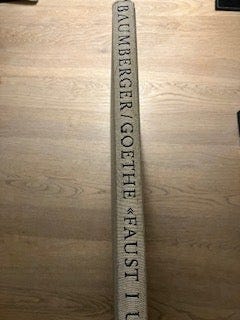 BAUMBERGER/GOETHE «FAUST I U